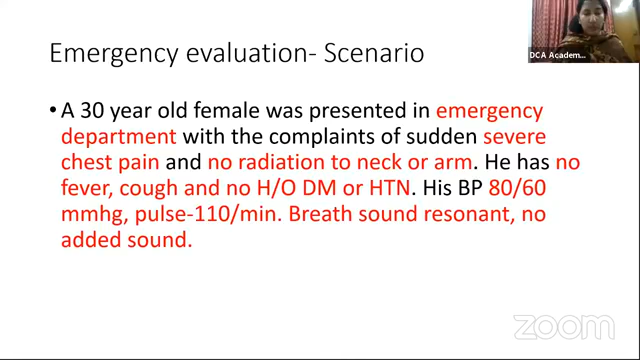 Emergency evaluation- Scenario
DCA Academ...
• A 30 year old female was presented in emergency
department with the complaints of sudden severe
chest pain and no radiation to neck or arm. He has no
fever, cough and no H/O DM or HTN. His BP 80/60
mmhg, pulse-110/min. Breath sound resonant, no
added sound.
zoom